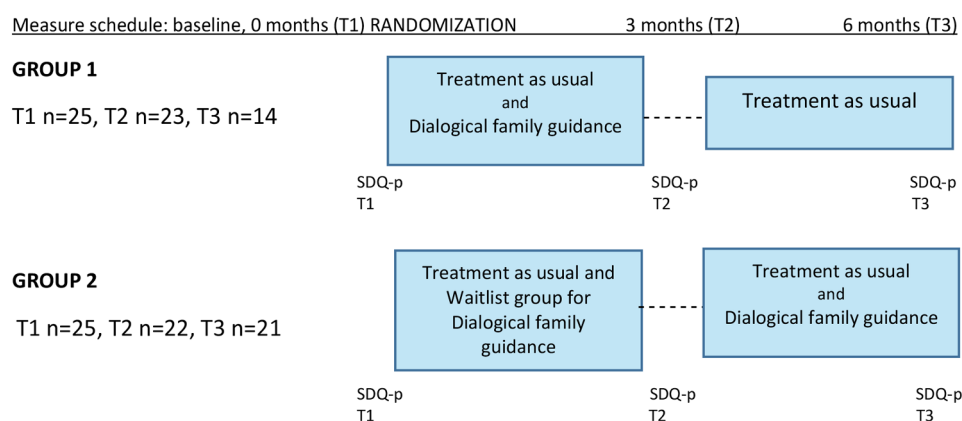 Measure schedule: baseline, 0 months (T1) RANDOMIZATION 3 months (T2) 6 months (T3)
GROUP 1
T1 n=25, T2 n=23, T3 n=14
Treatment as usual
and
Dialogical family guidance
Treatment as usual
SDQ-p
T1
SDQ-p
T2
SDQ-p
T3
GROUP 2
T1 n=25, T2 n=22, T3 n=21
Treatment as usual and
Waitlist group for
Dialogical family
guidance
Treatment as usual
and
Dialogical family guidance
SDQ-p
T1
SDQ-p
T2
SDQ-p
T3